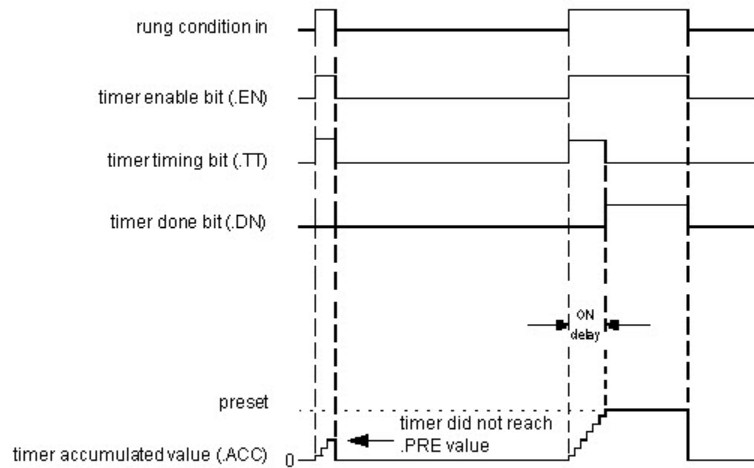 rung condition in
timer enable bit (.EN)
timer timing bit (.TT)
timer done bit (.DN)
ON
delay
preset
timer did not reach
.PRE value
timer accumulated value (.ACC)
0